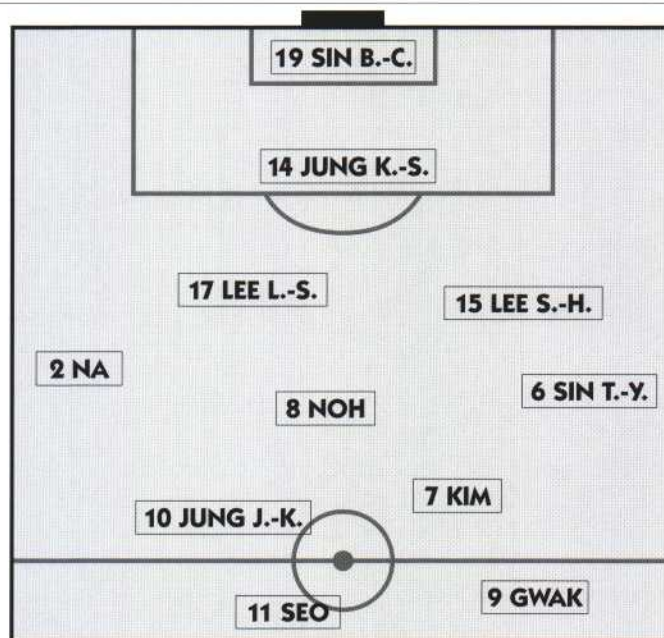 19 SIN B.-C.
14 JUNG K.-S.
17 LEE L.-S.
15 LEE S.-H.
2 NA
6 SIN T.-Y.
8 NOH
7 KIM
10 JUNG J.-K.
11 SEO
9 GWAK